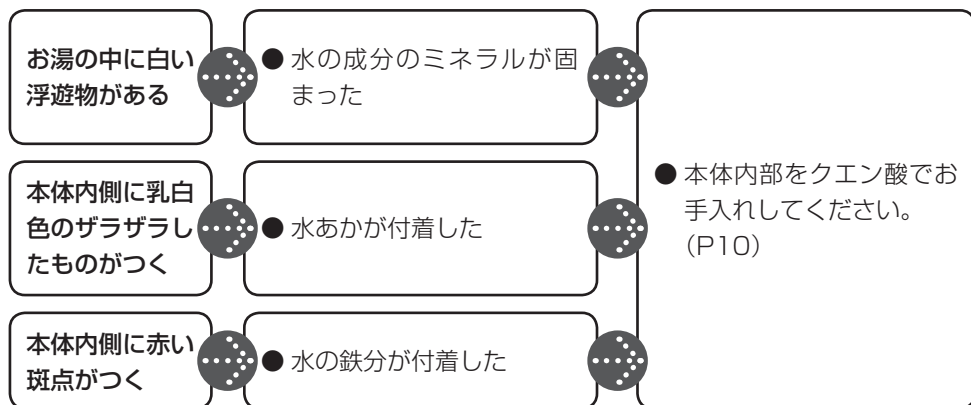 お湯の中に白い
浮遊物がある
● 水の成分のミネラルが固
まった
本体内側に乳白
色のザラザラし
たものがつく
● 水あかが付着した
本体内側に赤い
斑点がつく
● 水の鉄分が付着した
● 本体内部をクエン酸でお
手入れしてください。
（P10）